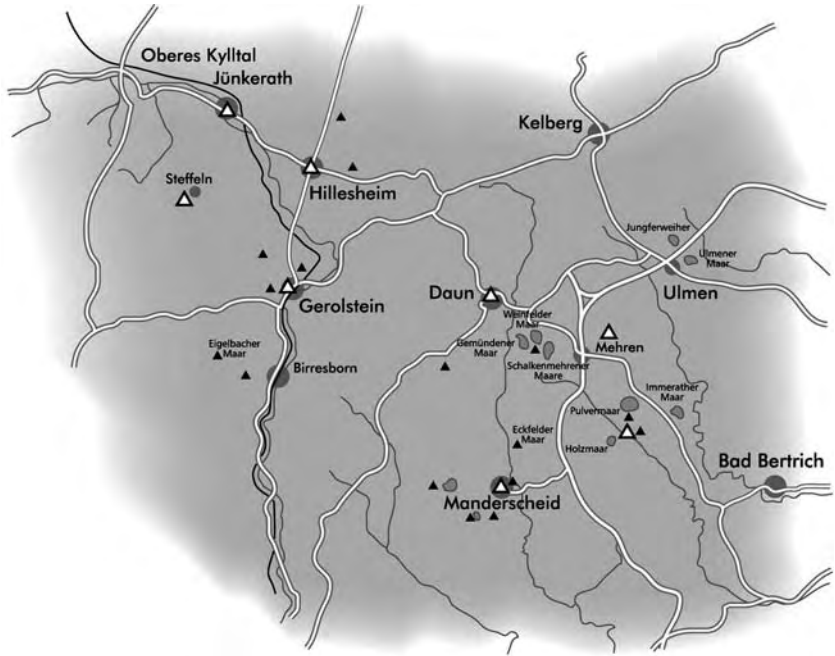 Oberes Kylltal
Jünkerath
Kelberg
Steffeln
Hillesheim
Jungferweiher
Ulmener
Maar
Ulmen
Gerolstein
Daun
Weinfelder
Maar
Gemündener
Maar
Mehren
Schalkenmehrener
Maare
Eigelbacher
Maar
Birresborn
Immerather
Maar
Pulvermaar
Eckfelder
Maar
Holzmaar
Bad Bertrich
Manderscheid